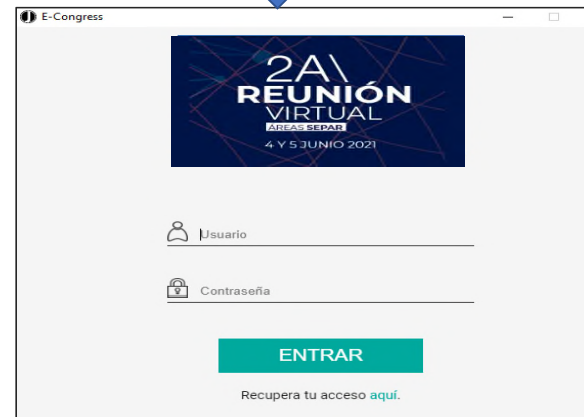 E-Congress
2A\
REUNIÓN
VIRTUAL
ÁREAS SEPAR
4 Y 5 JUNIO 2021
Usuario
Contraseña
ENTRAR
Recupera tu acceso aquí.